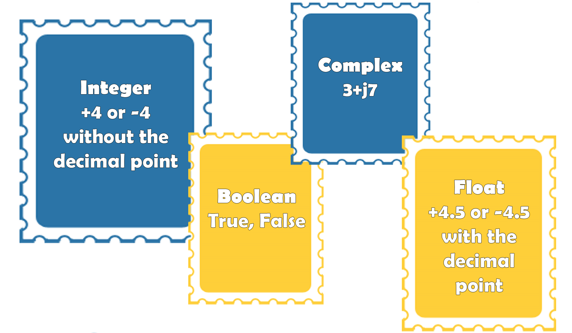 Integer
+4 or -4
without the
decimal point
Complex
3+j7
Boolean
True, False
Float
+4.5 or -4.5
with the
decimal
point